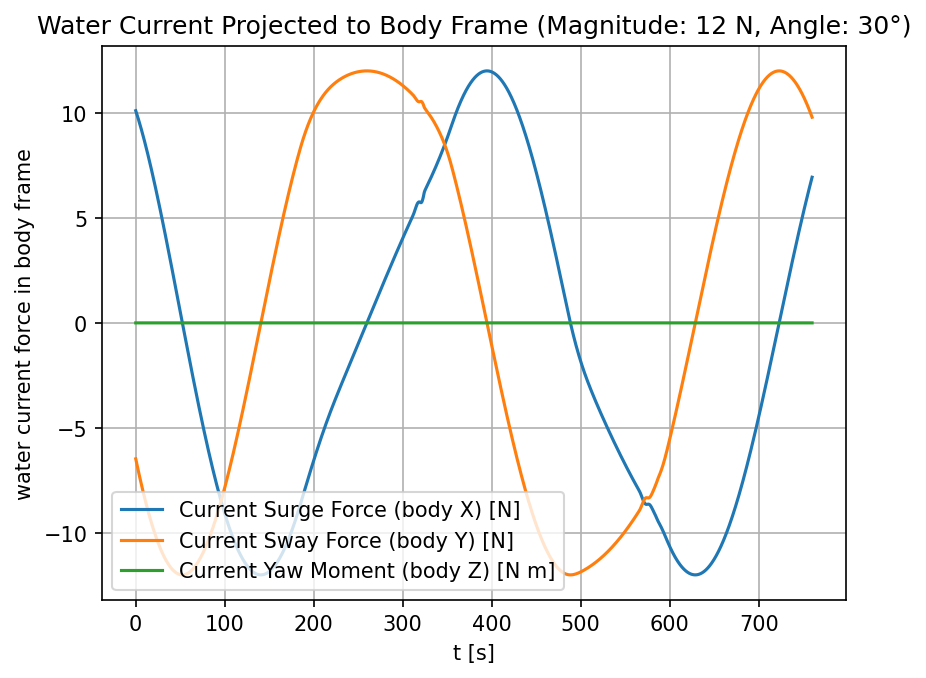 Water Current Projected to Body Frame (Magnitude: 12 N, Angle: 30°)
water current force in body frame
10
5
0
−5
−10
Current Surge Force (body X) [N]
Current Sway Force (body Y) [N]
Current Yaw Moment (body Z) [N m]
0 100 200 300 400 500 600 700
t [s]